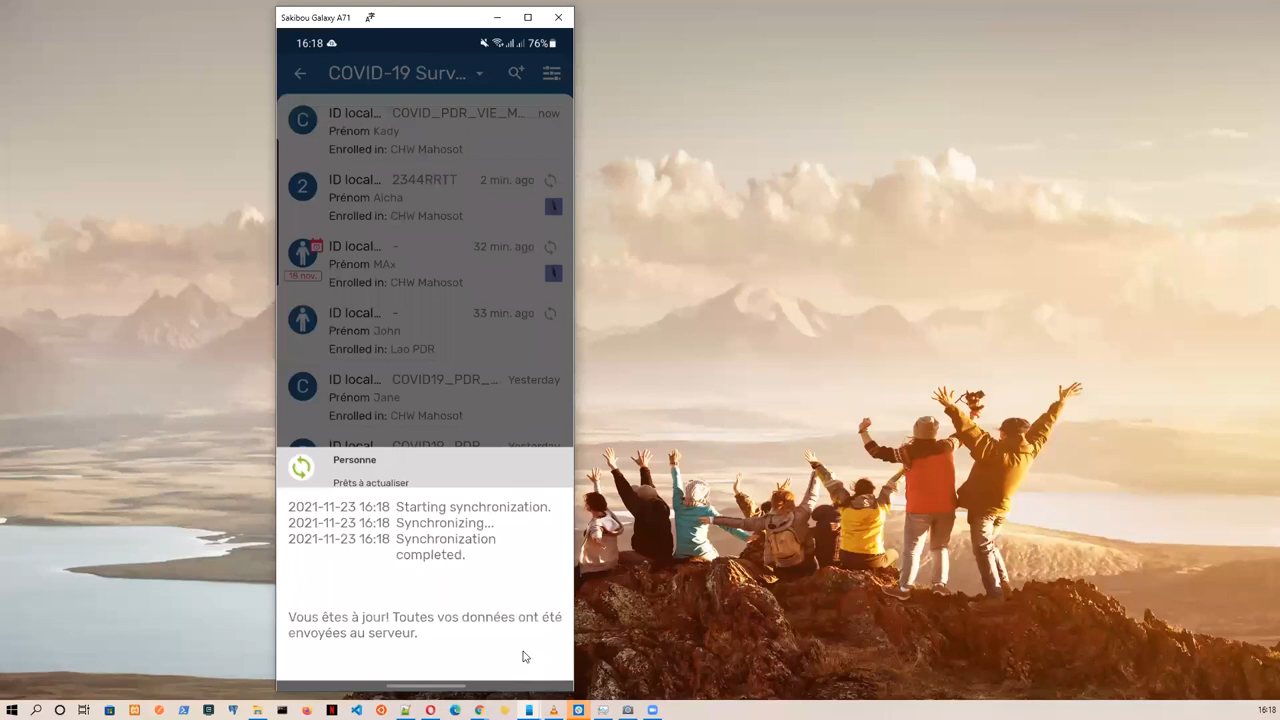 Sakibou Galaxy A71
16:18
76%
COVID-19 Surv...
ID local... COVID_PDR_VIE_M... now
Prénom Kady
Enrolled in: CHW Mahosot
2 ID local... 2344RRTT 2 min. ago
Prénom Aicha
Enrolled in: CHW Mahosot
ID local... - 32 min. ago
Prénom MAx
18 nov.
Enrolled in: CHW Mahosot
ID local... - 33 min. ago
Prénom John
Enrolled in: Lao PDR
C ID local... COVID19_PDR_... Yesterday
Prénom Jane
Enrolled in: CHW Mahosot
ID local... COVID19_PDR Yesterday
Personne
Prêts à actualiser
2021-11-23 16:18 Starting synchronization.
2021-11-23 16:18 Synchronizing...
2021-11-23 16:18 Synchronization
completed.
Vous êtes à jour! Toutes vos données ont été
envoyées au serveur.
16:18